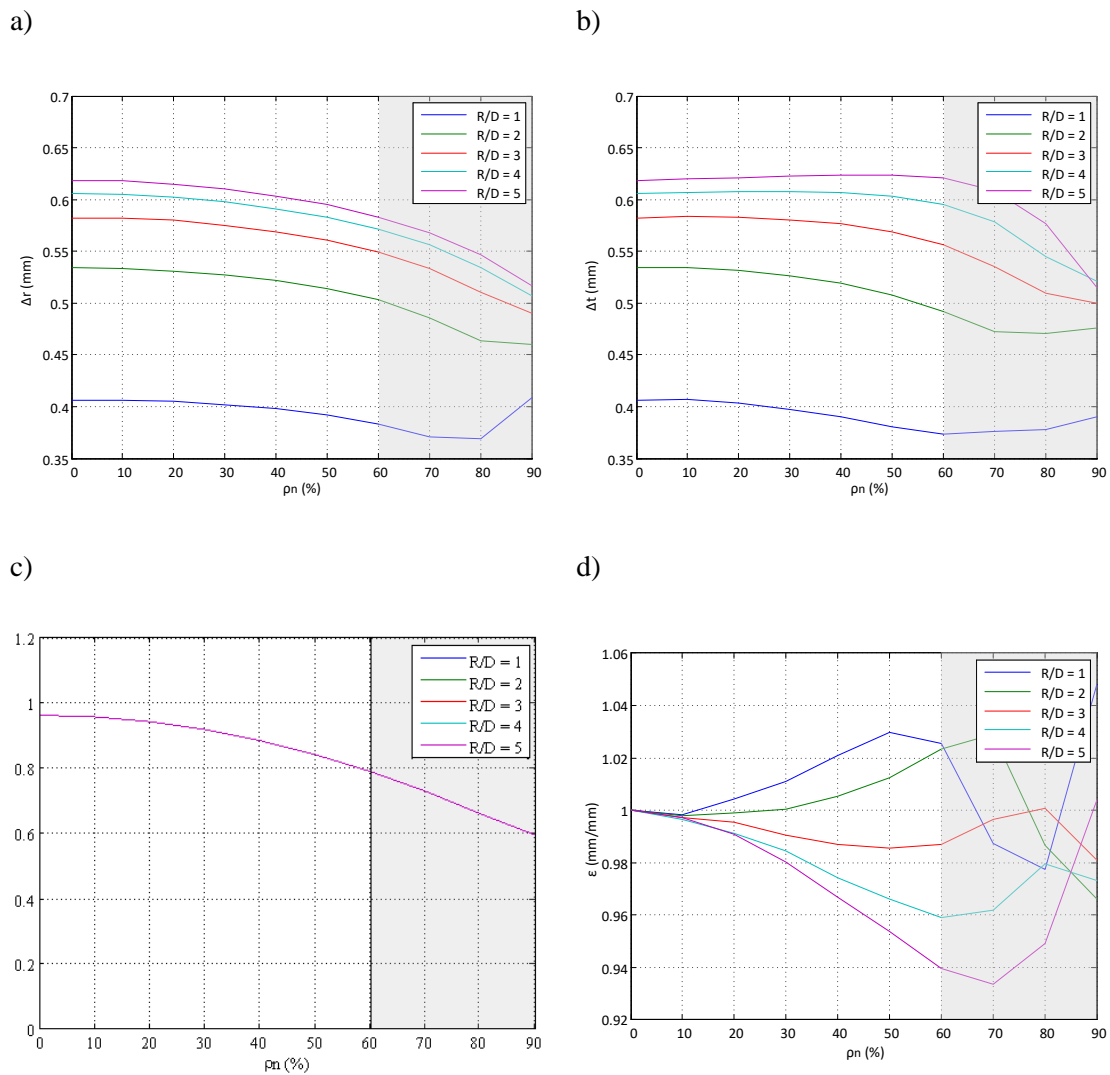 a)
0.7
0.65
0.6
0.55
0.5
0.45
0.4
0.35
Δr (mm)
0 10 20 30 40 50 60 70 80 90
ρn (%)
R/D = 1
R/D = 2
R/D = 3
R/D = 4
R/D = 5
b)
0.7
0.65
0.6
0.55
0.5
0.45
0.4
0.35
Δt (mm)
0 10 20 30 40 50 60 70 80 90
ρn (%)
R/D = 1
R/D = 2
R/D = 3
R/D = 4
R/D = 5
c)
1.2
1
0.8
0.6
0.4
0.2
0
0 10 20 30 40 50 60 70 80 90
ρn (%)
R/D = 1
R/D = 2
R/D = 3
R/D = 4
R/D = 5
d)
1.06
1.04
1.02
1
0.98
0.96
0.94
0.92
ε (mm/mm)
0 10 20 30 40 50 60 70 80 90
ρn (%)
R/D = 1
R/D = 2
R/D = 3
R/D = 4
R/D = 5